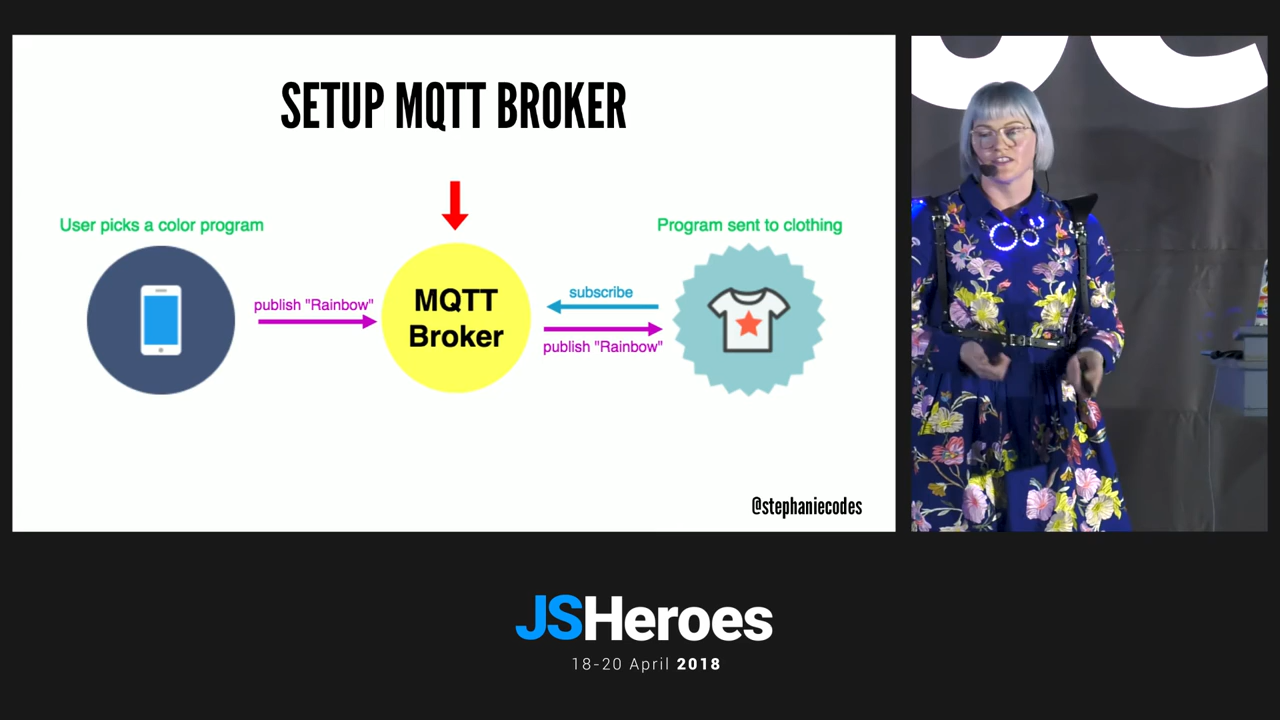 SETUP MQTT BROKER
User picks a color program
Program sent to clothing
publish "Rainbow"
MQTT
Broker
subscribe
publish "Rainbow"
@stephaniecodes
JSHeroes
18-20 April 2018